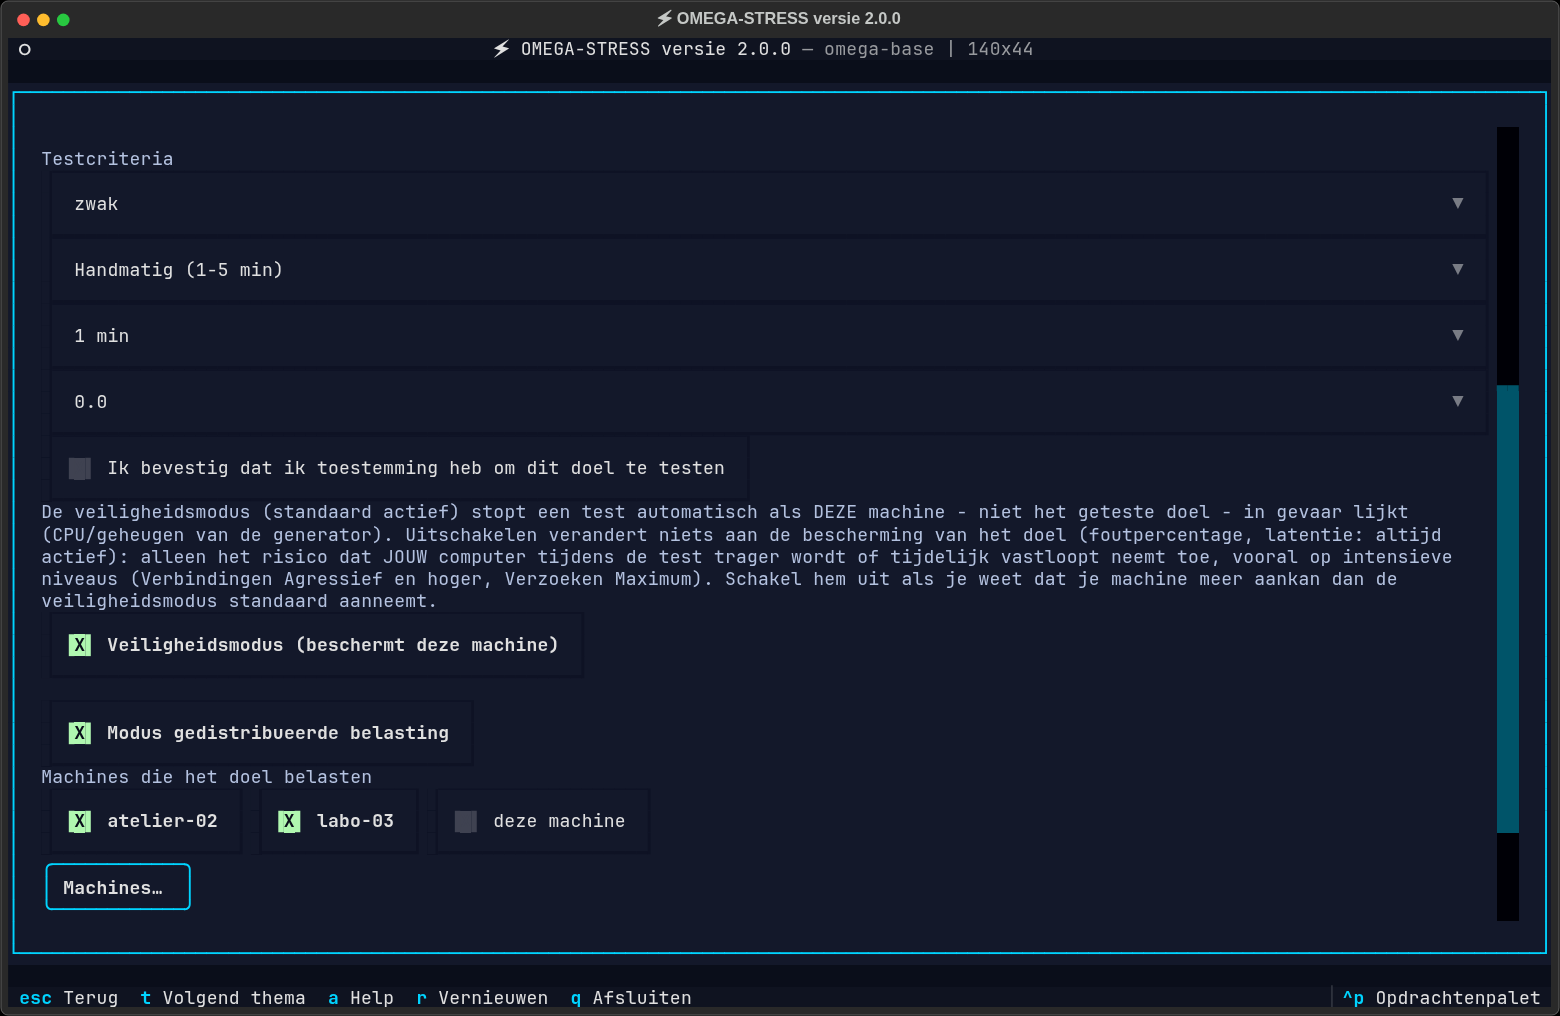 ⚡ OMEGA-STRESS versie 2.0.0
⚡ OMEGA-STRESS versie 2.0.0 — omega-base | 140x44
Testcriteria
zwak ▼
Handmatig (1-5 min) ▼
1 min ▼
0.0 ▼
Ik bevestig dat ik toestemming heb om dit doel te testen
De veiligheidsmodus (standaard actief) stopt een test automatisch als DEZE machine - niet het geteste doel - in gevaar lijkt
(CPU/geheugen van de generator). Uitschakelen verandert niets aan de bescherming van het doel (foutpercentage, latentie: altijd
actief): alleen het risico dat JOUW computer tijdens de test trager wordt of tijdelijk vastloopt neemt toe, vooral op intensieve
niveaus (Verbindingen Agressief en hoger, Verzoeken Maximum). Schakel hem uit als je weet dat je machine meer aankan dan de
veiligheidsmodus standaard aanneemt.
X Veiligheidsmodus (beschermt deze machine)
X Modus gedistribueerde belasting
Machines die het doel belasten
X atelier-02 X labo-03 deze machine
Machines…
esc Terug t Volgend thema a Help r Vernieuwen q Afsluiten ^p Opdrachtenpalet